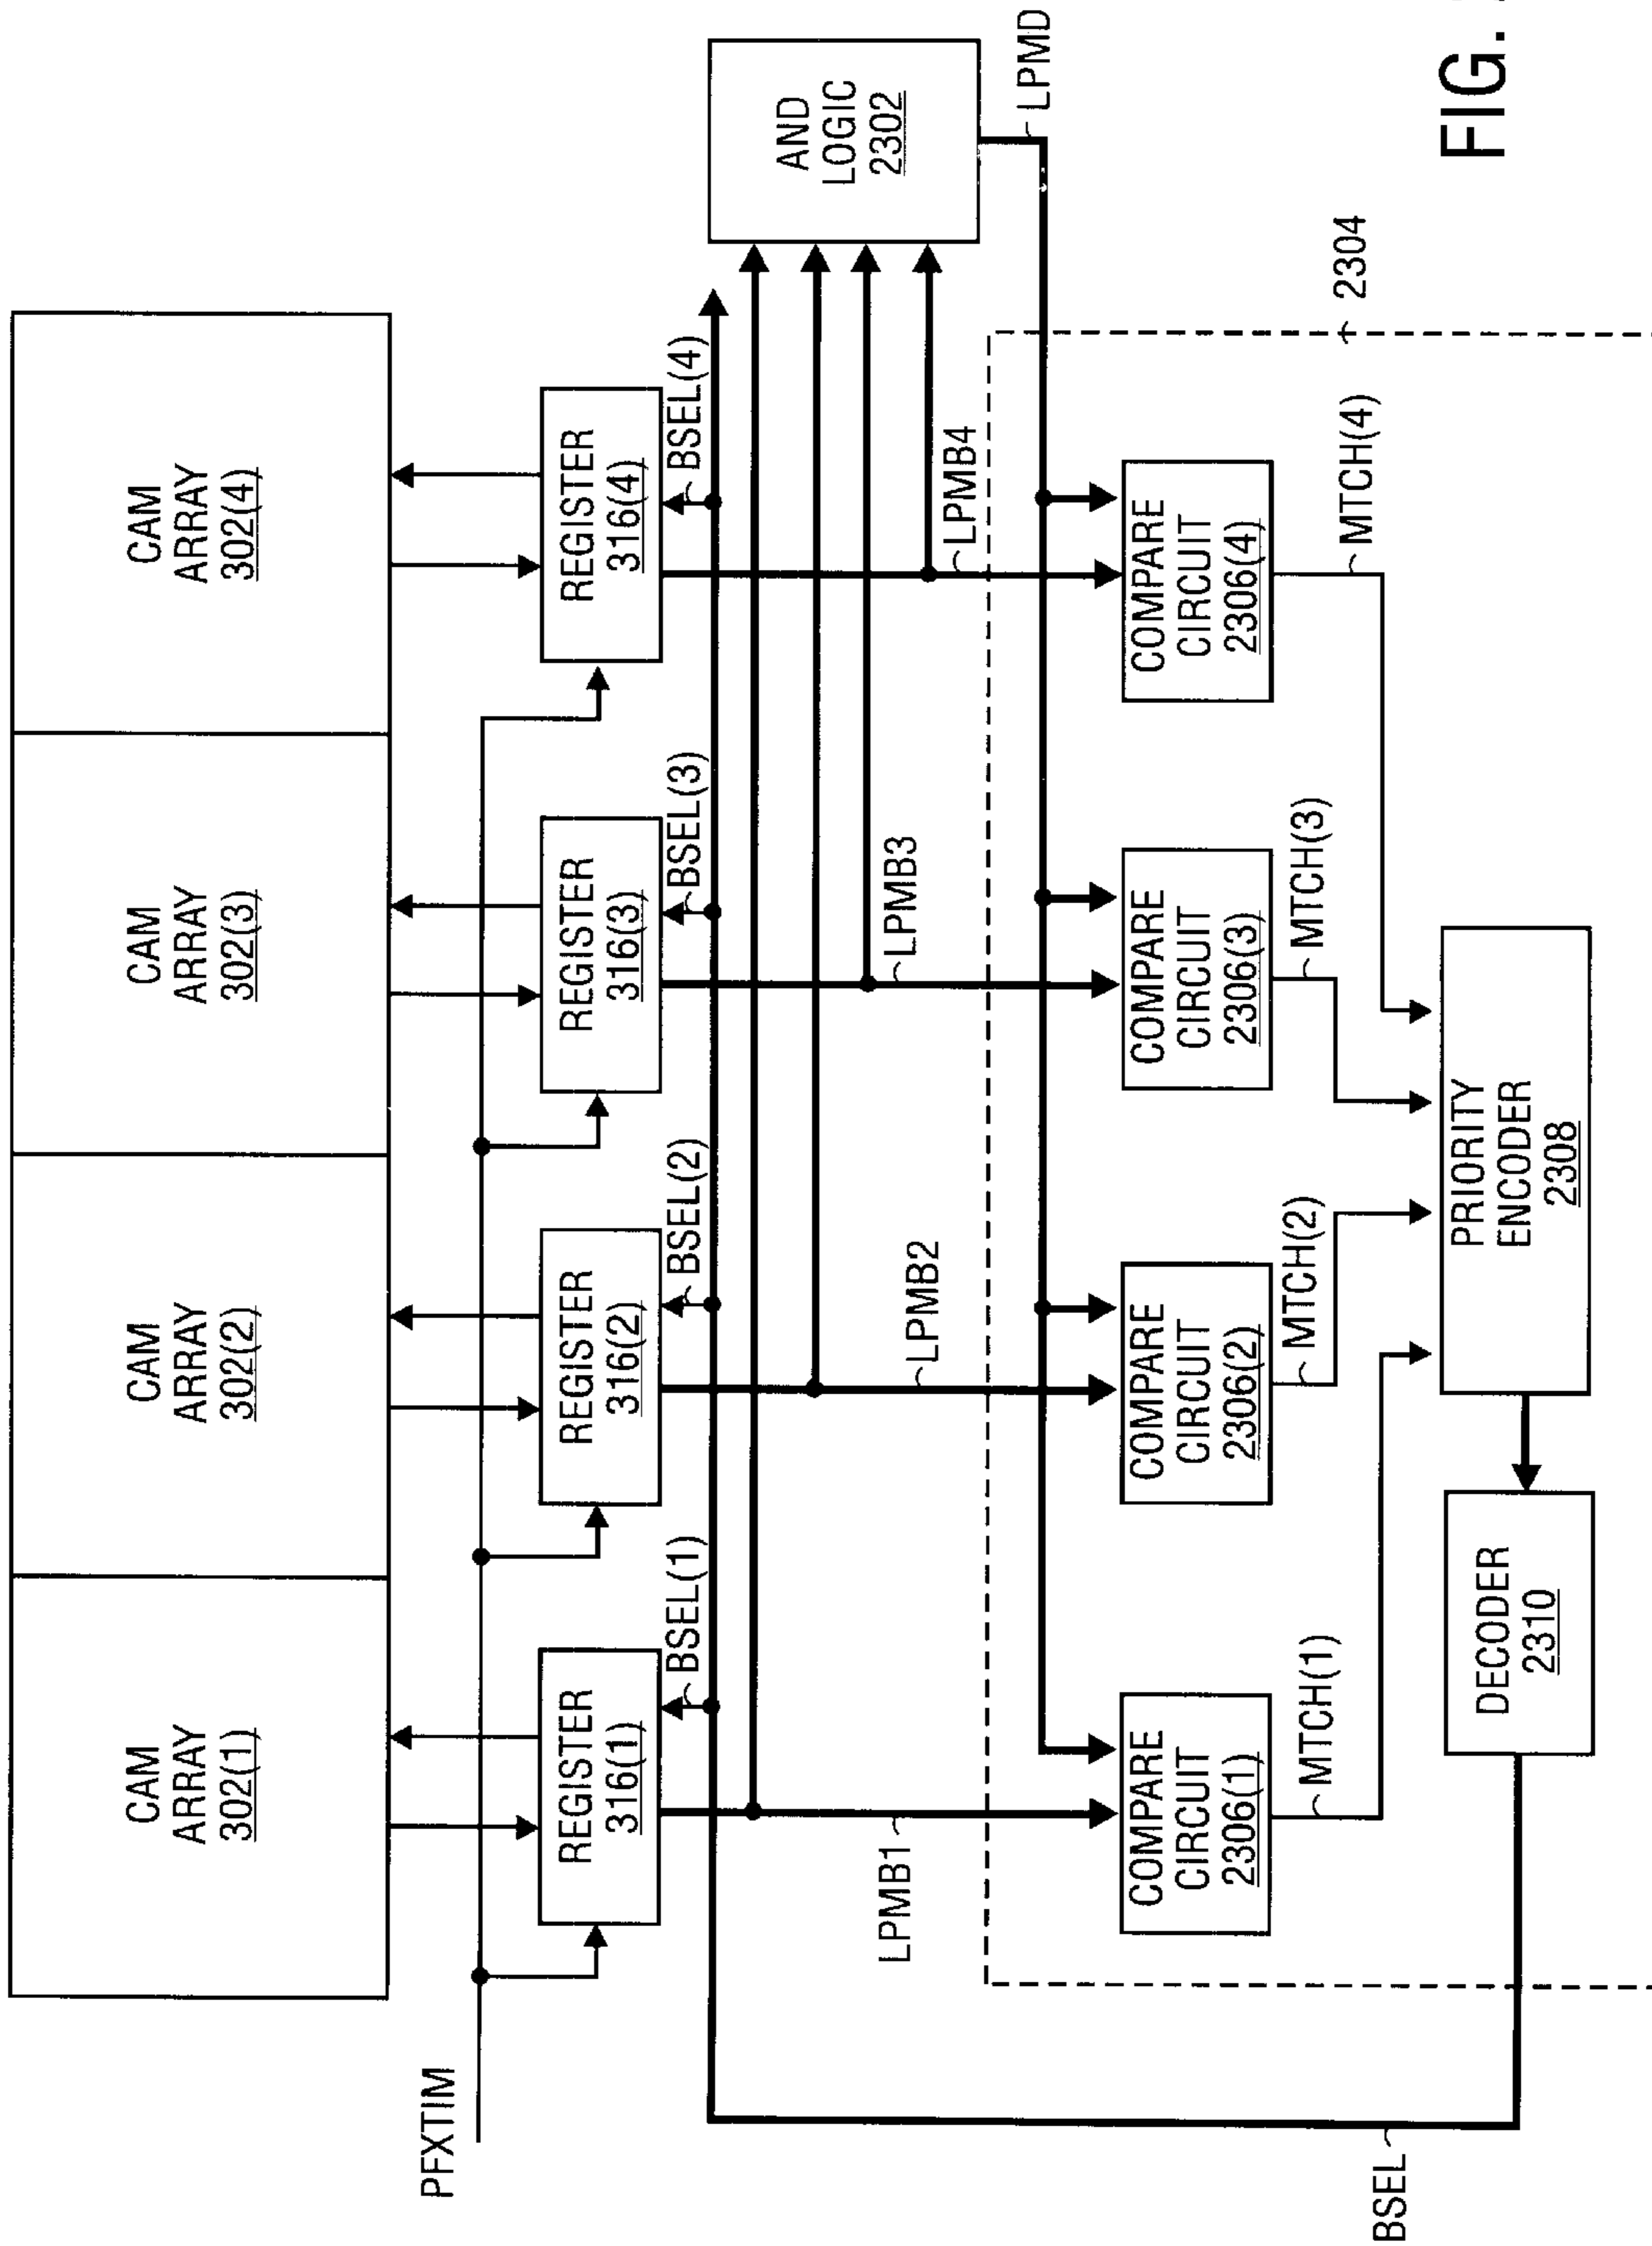 CAM
ARRAY
302(1)
CAM
ARRAY
302(2)
CAM
ARRAY
302(3)
CAM
ARRAY
302(4)
PFXTIM
REGISTER
316(1)
REGISTER
316(2)
REGISTER
316(3)
REGISTER
316(4)
BSEL(1)
BSEL(2)
BSEL(3)
BSEL(4)
AND
LOGIC
2302
LPMB1
LPMB2
LPMB3
LPMB4
LPMD
COMPARE
CIRCUIT
2306(1)
COMPARE
CIRCUIT
2306(2)
COMPARE
CIRCUIT
2306(3)
COMPARE
CIRCUIT
2306(4)
2304
MTCH(1)
MTCH(2)
MTCH(3)
MTCH(4)
BSEL
DECODER
2310
PRIORITY
ENCODER
2308
FIG.